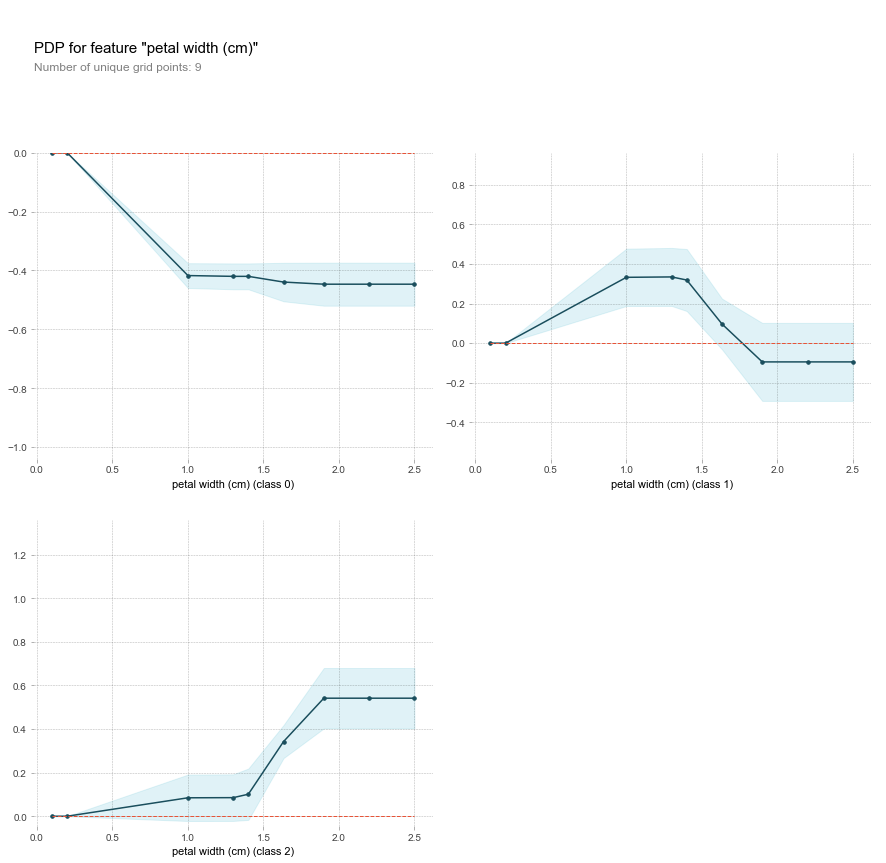 PDP for feature "petal width (cm)"
Number of unique grid points: 9
0.0
−0.2
−0.4
−0.6
−0.8
−1.0
0.0 0.5 1.0 1.5 2.0 2.5
petal width (cm) (class 0)
0.8
0.6
0.4
0.2
0.0
−0.2
−0.4
0.0 0.5 1.0 1.5 2.0 2.5
petal width (cm) (class 1)
1.2
1.0
0.8
0.6
0.4
0.2
0.0
0.0 0.5 1.0 1.5 2.0 2.5
petal width (cm) (class 2)